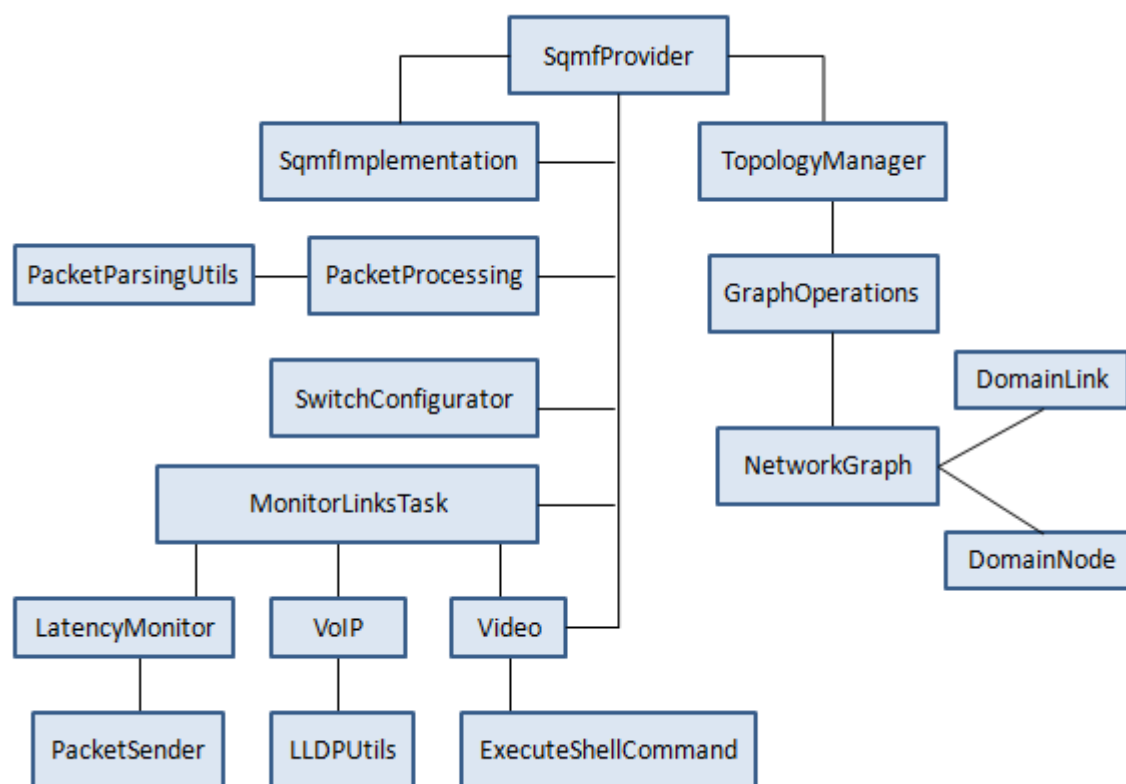 SqmfProvider
SqmfImplementation
TopologyManager
PacketParsingUtils
PacketProcessing
GraphOperations
DomainLink
SwitchConfigurator
NetworkGraph
MonitorLinksTask
DomainNode
LatencyMonitor
VoIP
Video
PacketSender
LLDPUtils
ExecuteShellCommand